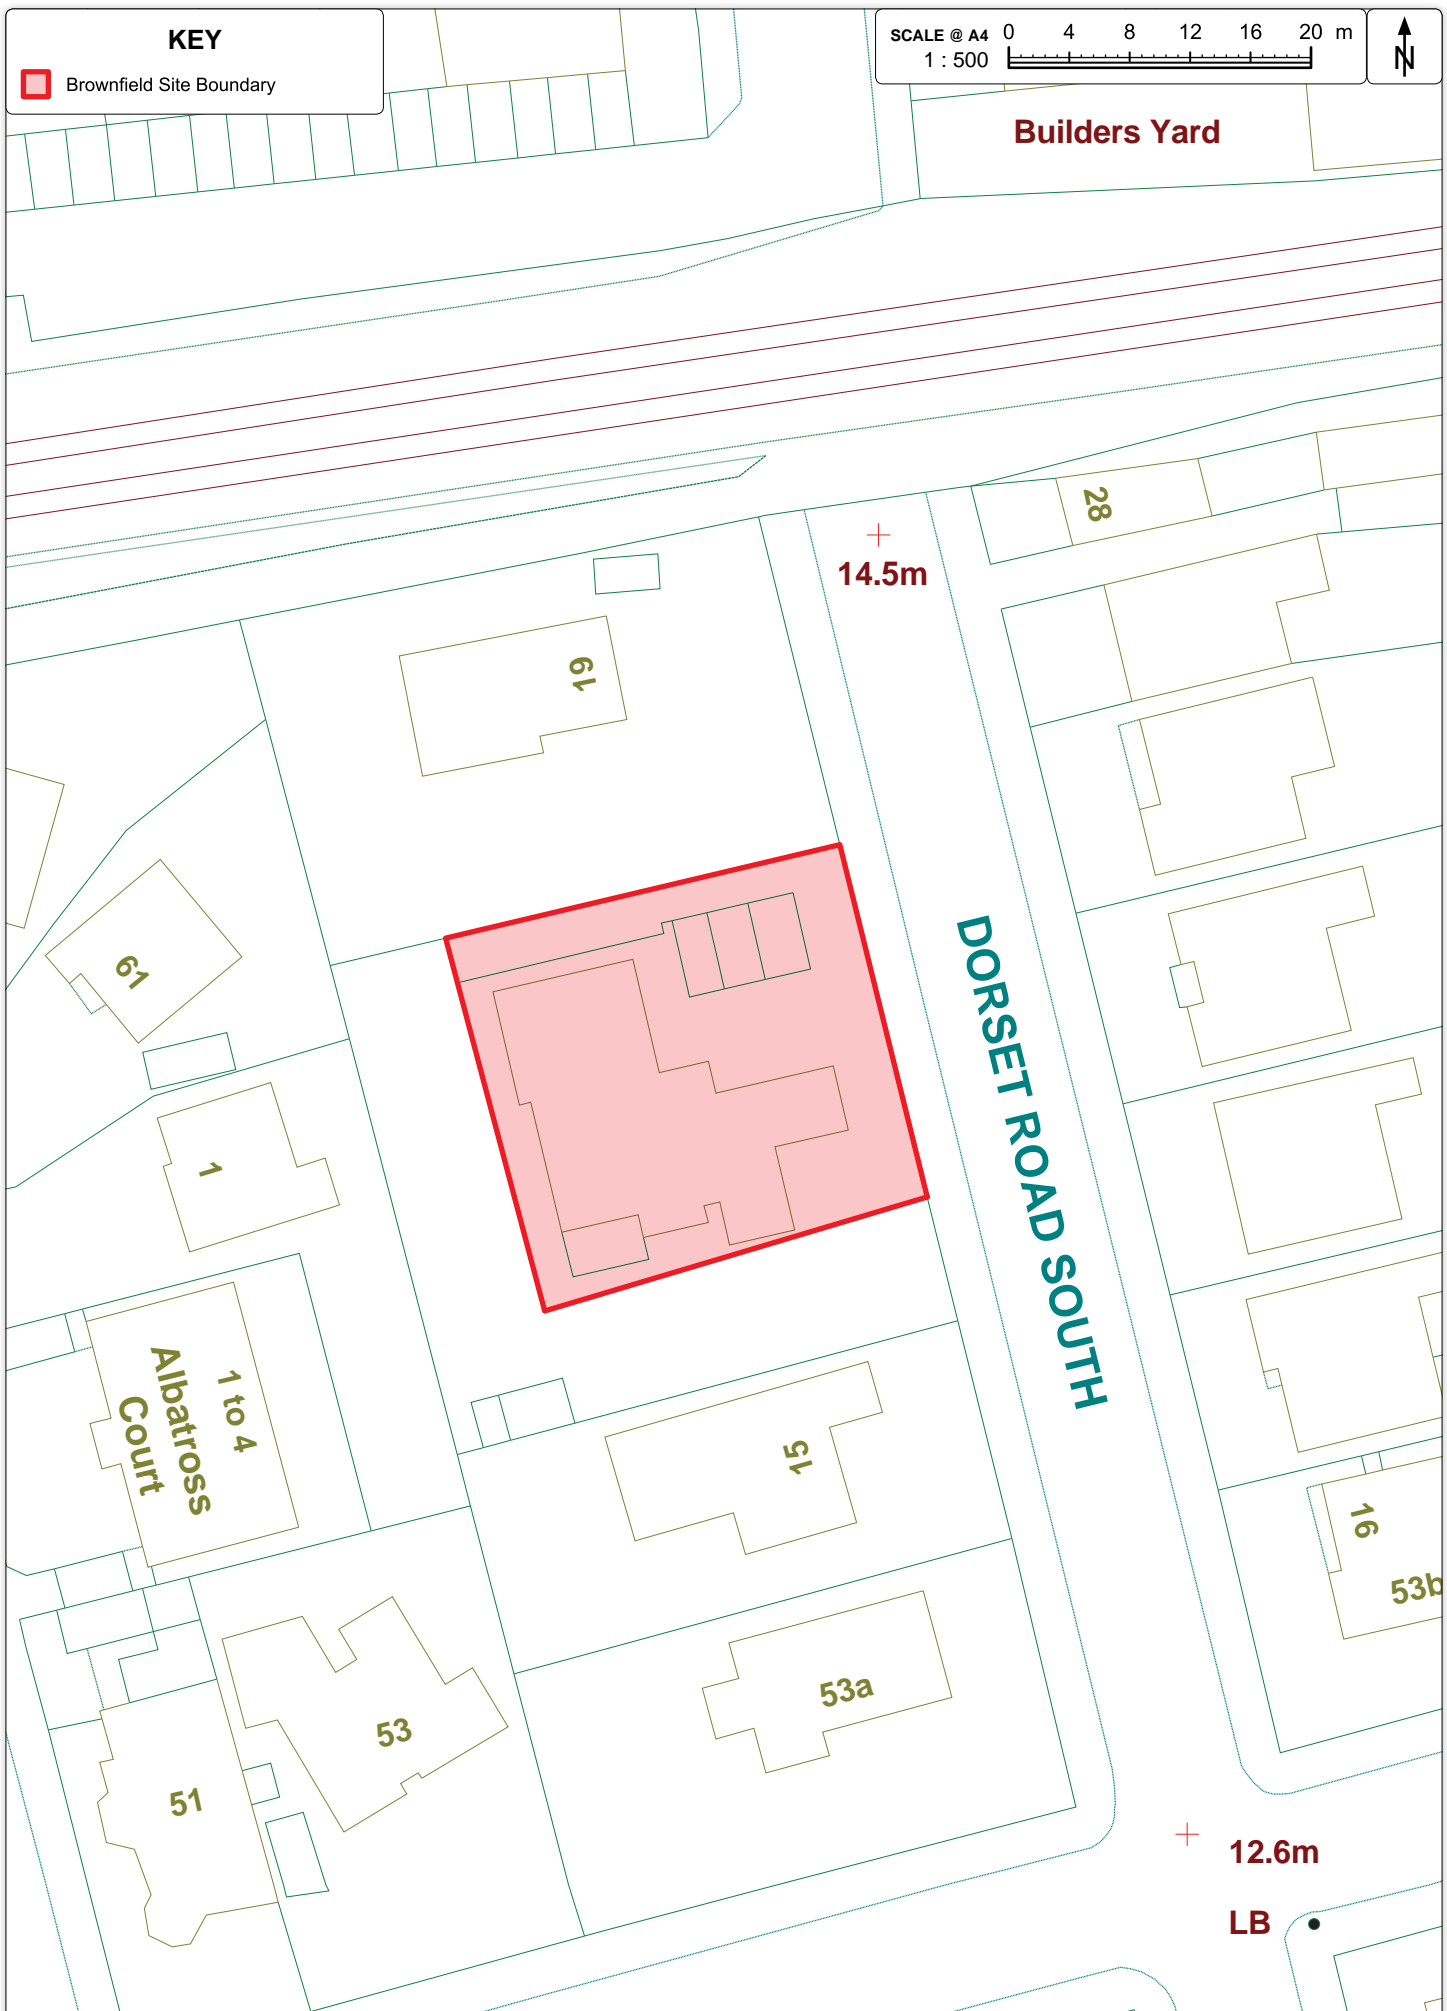 KEY
Brownfield Site Boundary
SCALE @ A4
1 : 500
0 4 8 12 16 20 m
N
Builders Yard
28
14.5m
19
61
DORSET ROAD SOUTH
1
1 to 4
Albatross
Court
15
16
53b
53a
53
51
12.6m
LB